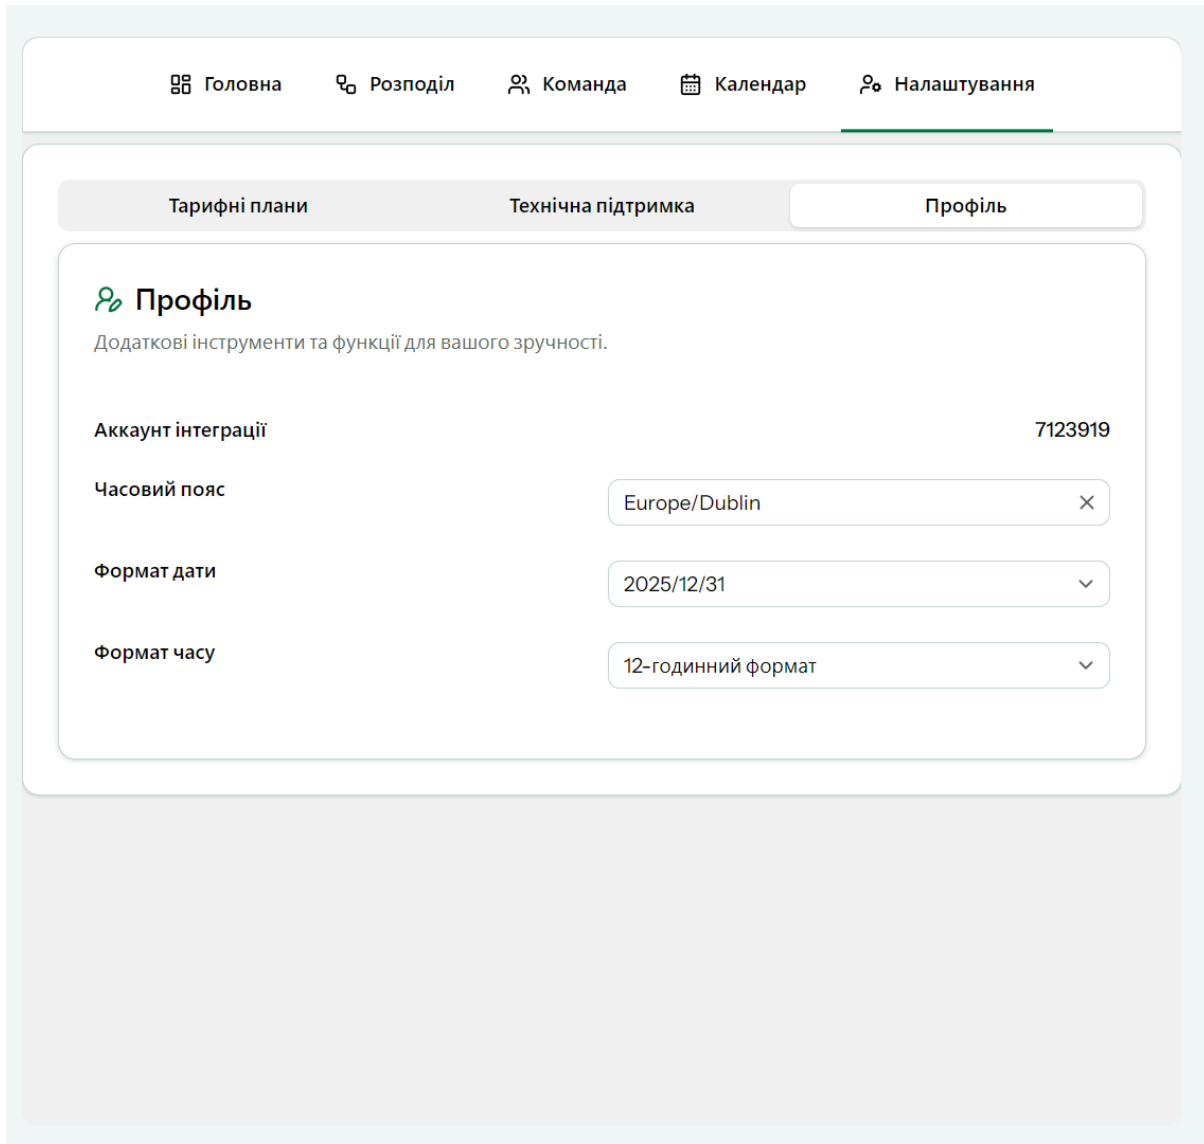 Головна Розподіл Команда Календар Налаштування
Тарифні плани Технічна підтримка Профіль
Профіль
Додаткові інструменти та функції для вашого зручності.
Аккаунт інтеграції 7123919
Часовий пояс Europe/Dublin
Формат дати 2025/12/31
Формат часу 12-годинний формат